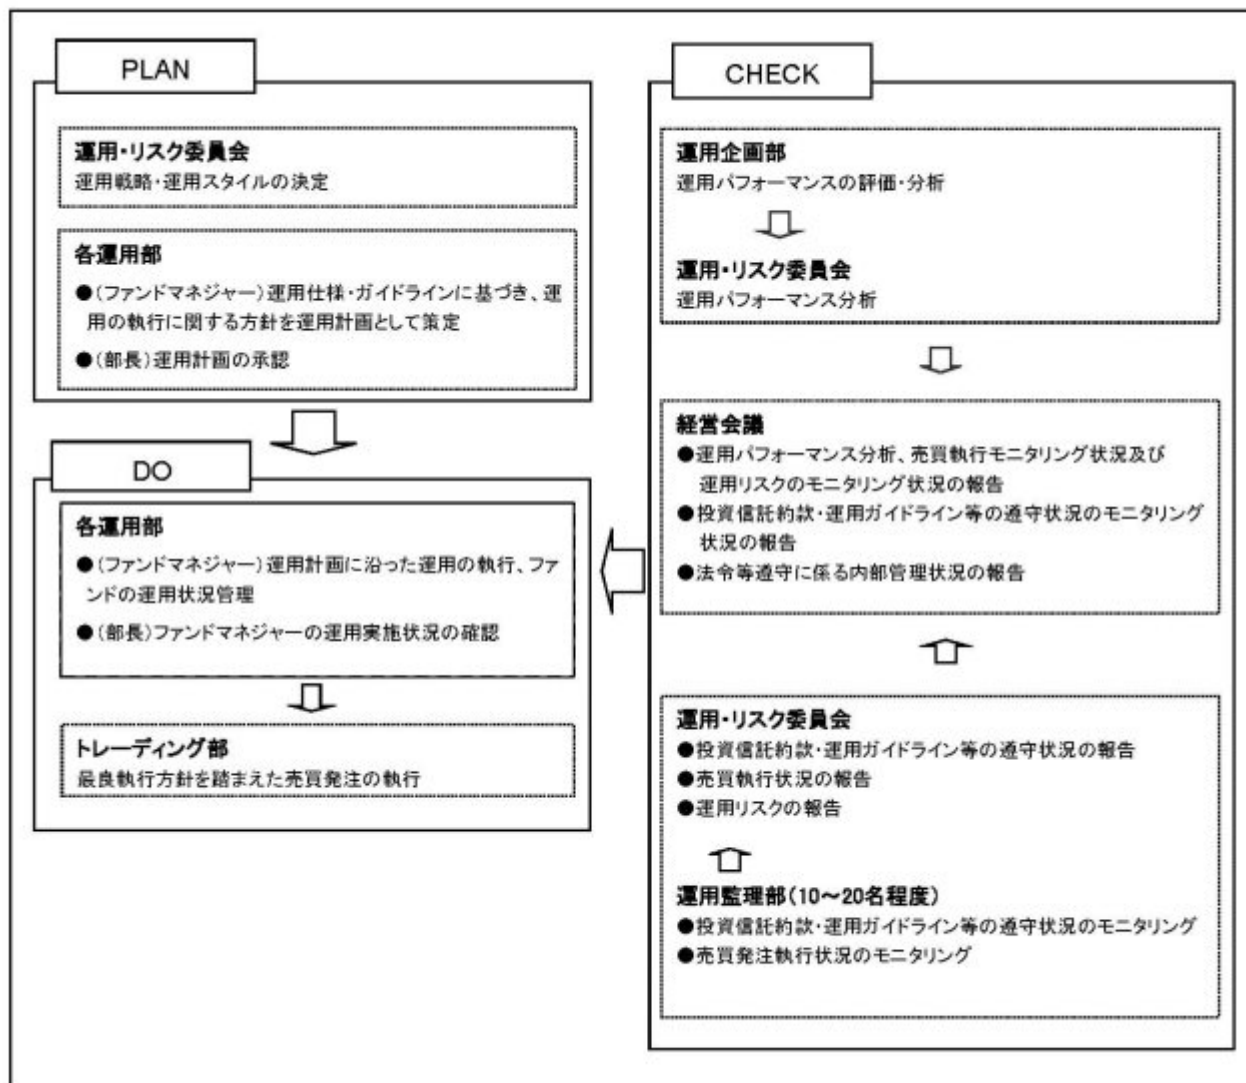 PLAN
運用・リスク委員会
運用戦略・運用スタイルの決定
各運用部
●(ファンドマネジャー)運用仕様・ガイドラインに基づき、運
用の執行に関する方針を運用計画として策定
●(部長)運用計画の承認
DO
各運用部
●(ファンドマネジャー)運用計画に沿った運用の執行、ファ
ンドの運用状況管理
●(部長)ファンドマネジャーの運用実施状況の確認
トレーディング部
最良執行方針を踏まえた売買発注の執行
CHECK
運用企画部
運用パフォーマンスの評価・分析
運用・リスク委員会
運用パフォーマンス分析
経営会議
●運用パフォーマンス分析、売買執行モニタリング状況及び
運用リスクのモニタリング状況の報告
●投資信託約款・運用ガイドライン等の遵守状況のモニタリング
状況の報告
●法令等遵守に係る内部管理状況の報告
運用・リスク委員会
●投資信託約款・運用ガイドライン等の遵守状況の報告
●売買執行状況の報告
●運用リスクの報告
運用監理部(10~20名程度)
●投資信託約款・運用ガイドライン等の遵守状況のモニタリング
●売買発注執行状況のモニタリング